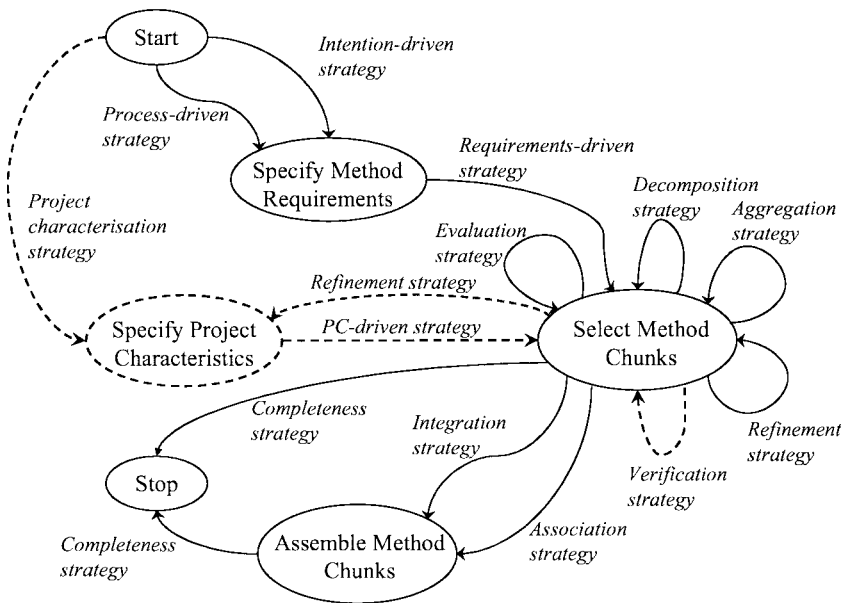 Start
Intention-driven
strategy
Process-driven
strategy
Specify Method
Requirements
Requirements-driven
strategy
Decomposition
strategy
Aggregation
strategy
Project
characterisation
strategy
Evaluation
strategy
Refinement strategy
Specify Project
Characteristics
PC-driven strategy
Select Method
Chunks
Completeness
strategy
Integration
strategy
Refinement
strategy
Verification
strategy
Stop
Completeness
strategy
Assemble Method
Chunks
Association
strategy